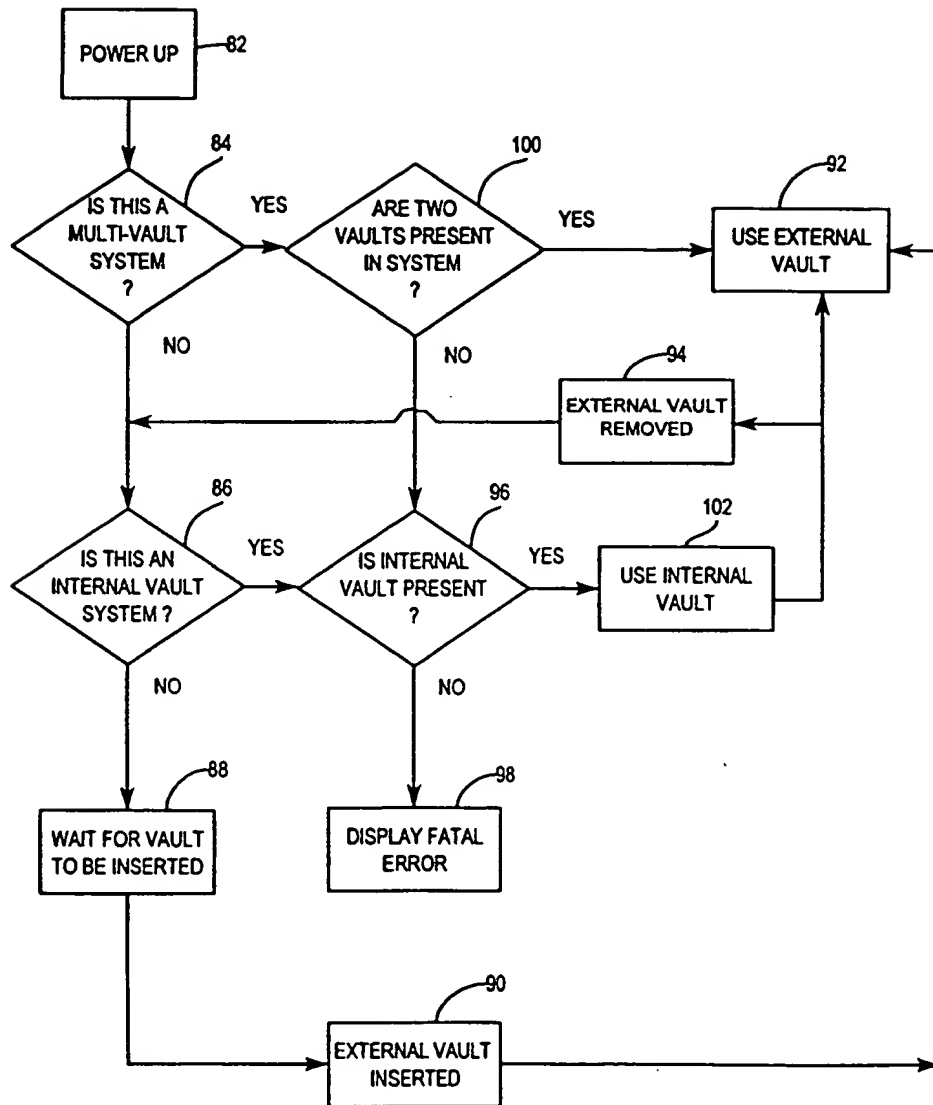 POWER UP
82
84
IS THIS A
MULTI-VAULT
SYSTEM
?
YES
NO
100
ARE TWO
VAULTS PRESENT
IN SYSTEM
?
YES
NO
92
USE EXTERNAL
VAULT
94
EXTERNAL VAULT
REMOVED
86
IS THIS AN
INTERNAL VAULT
SYSTEM ?
YES
NO
96
IS INTERNAL
VAULT PRESENT
?
YES
NO
102
USE INTERNAL
VAULT
88
WAIT FOR VAULT
TO BE INSERTED
98
DISPLAY FATAL
ERROR
90
EXTERNAL VAULT
INSERTED